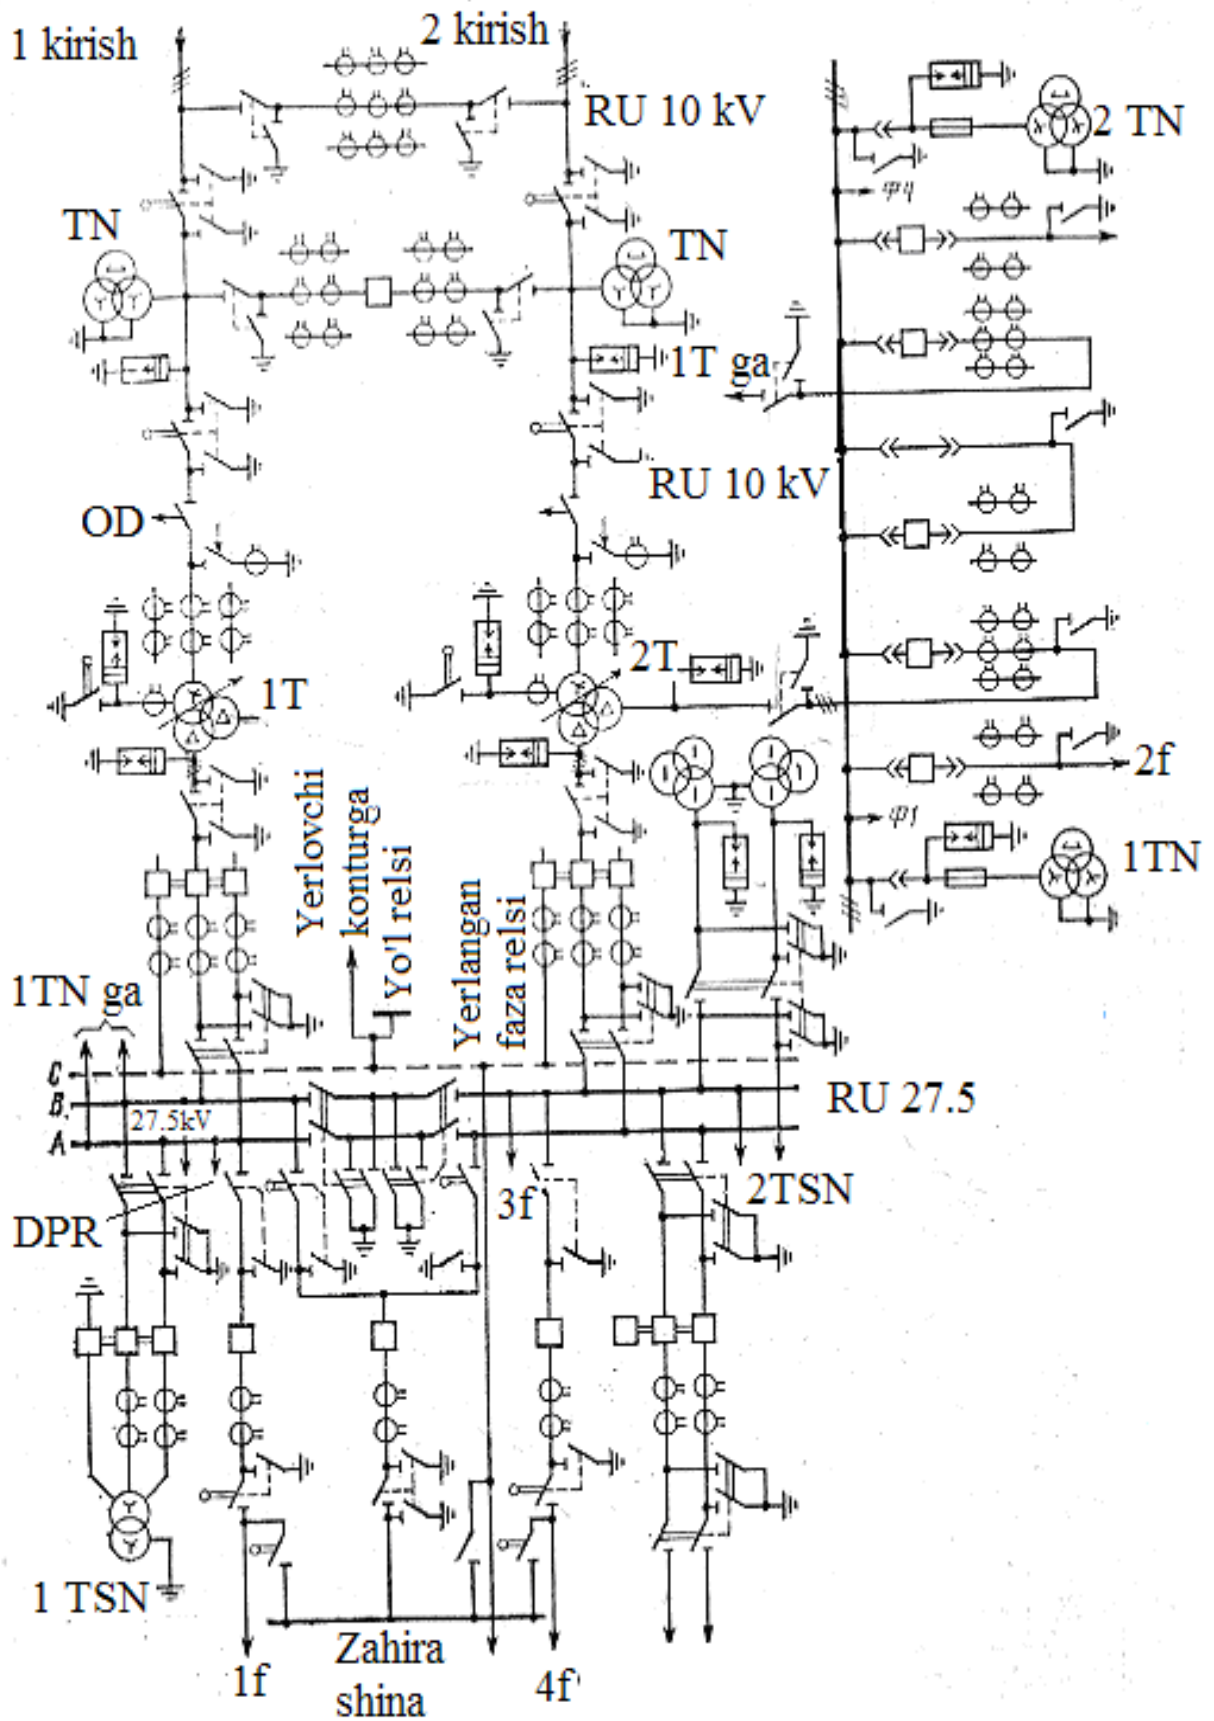 1 kirish
2 kirish
RU 10 kV
2 TN
ф4
TN
TN
1T ga
RU 10 kV
OD
1T
2T
2f
ф1
1TN
Yerlovchi
konturga
Yo'l relsi
Yerlangan
faza relsi
1TN ga
C
B
A
27.5kV
RU 27.5
DPR
3f
2TSN
1 TSN
1f
Zahira
shina
4f